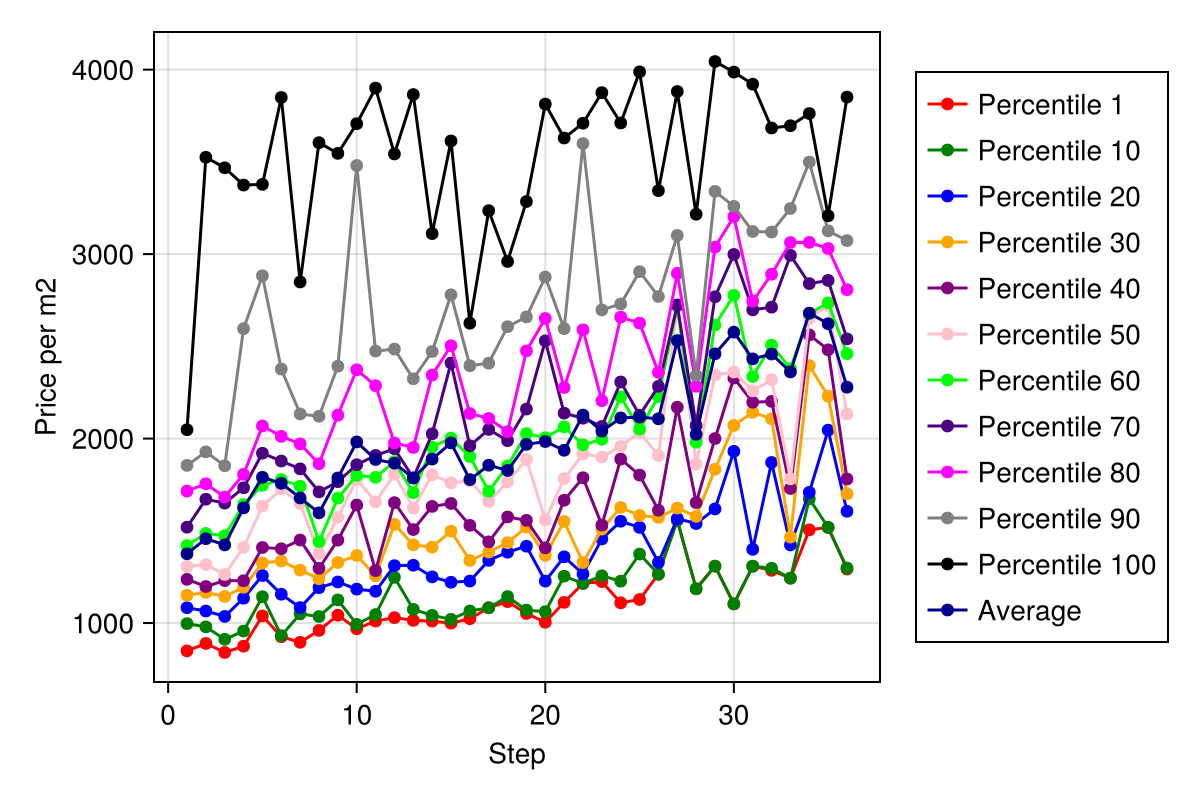 4000
3000
2000
1000
Price per m2
0
10
20
30
Step
Percentile 1
Percentile 10
Percentile 20
Percentile 30
Percentile 40
Percentile 50
Percentile 60
Percentile 70
Percentile 80
Percentile 90
Percentile 100
Average